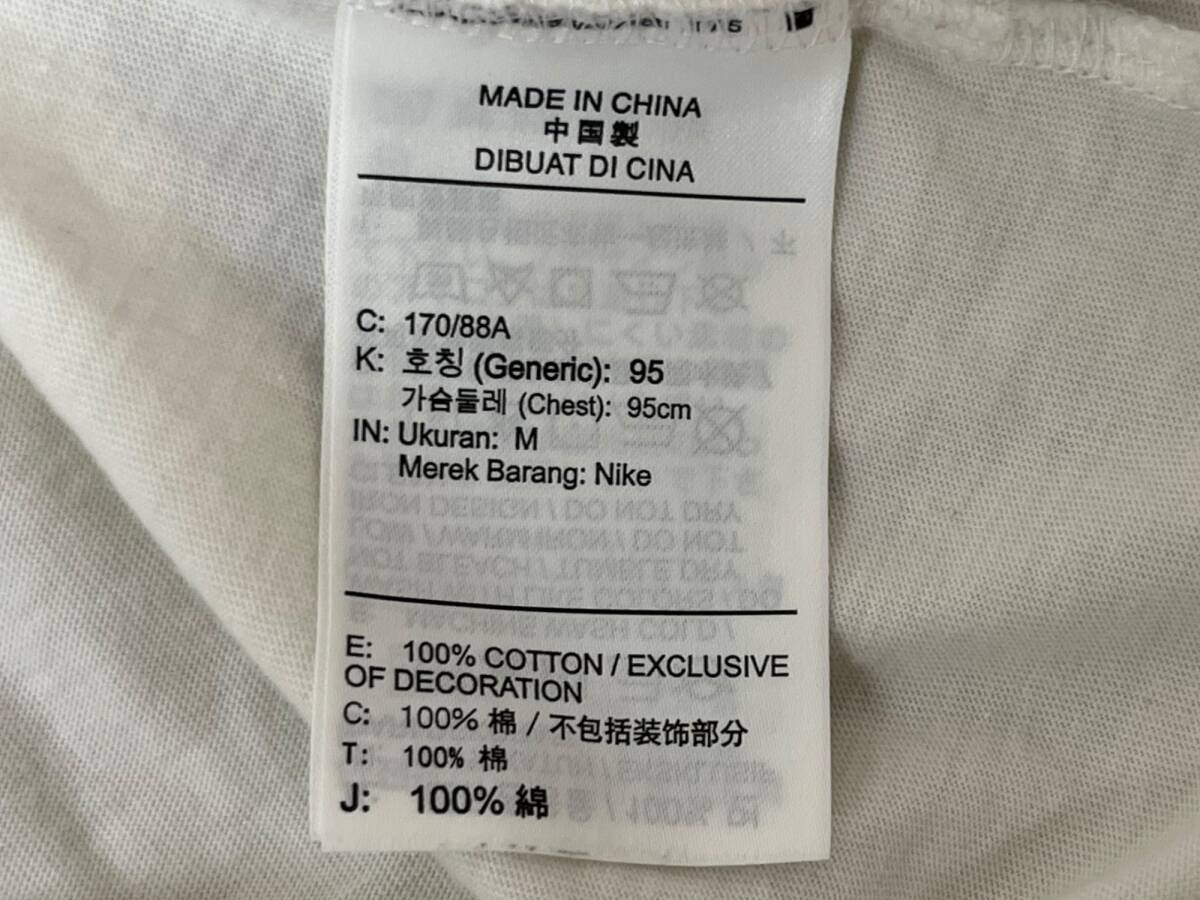 MADE IN CHINA
中国製
DIBUAT DI CINA
C: 170/88A
K: 호칭 (Generic): 95
가슴둘레 (Chest): 95cm
IN: Ukuran: M
Merek Barang: Nike
E: 100% COTTON / EXCLUSIVE
OF DECORATION
C: 100% 棉 / 不包括装饰部分
T: 100% 棉
J: 100% 綿